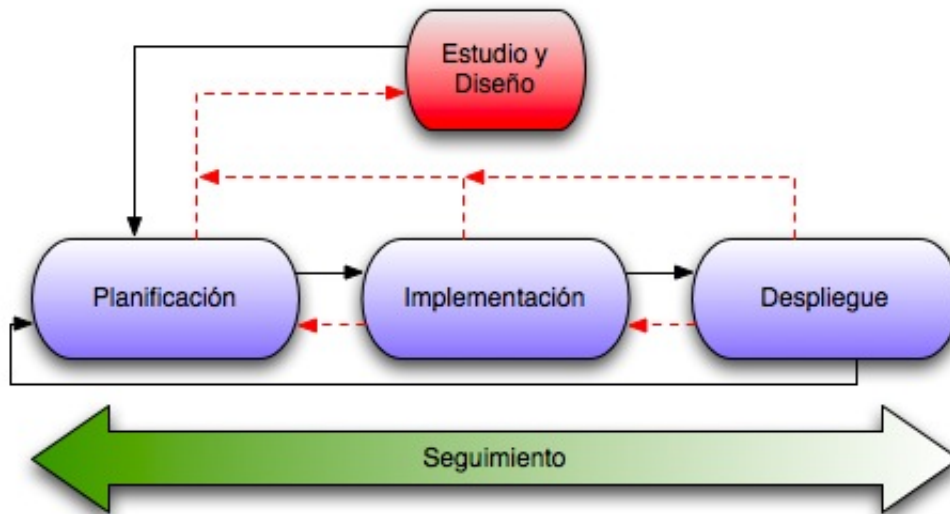 Estudio y
Diseño
Planificación
Implementación
Despliegue
Seguimiento